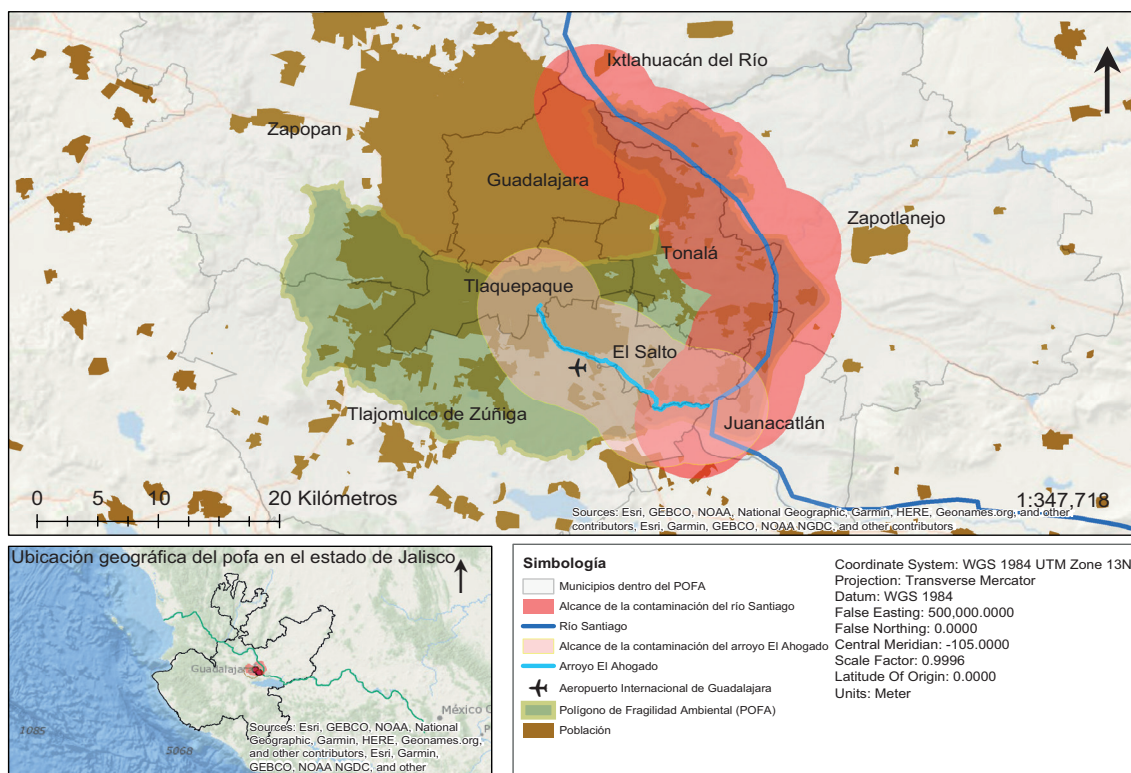 Ixtlahuacán del Río
Zapopan
Guadalajara
Zapotlanejo
Tonalá
Tlaquepaque
El Salto
Tlajomulco de Zúñiga
Juanacatlán
0 5 10 20 Kilómetros
1:347,718
Sources: Esri, GEBCO, NOAA, National Geographic, Garmin, HERE, Geonames.org, and other
contributors, Esri, Garmin, GEBCO, NOAA NGDC, and other contributors
Ubicación geográfica del pofa en el estado de Jalisco
Guadalajara
México C
1085
5068
Sources: Esri, GEBCO, NOAA, National
Geographic, Garmin, HERE, Geonames.org,
and other contributors, Esri, Garmin,
GEBCO, NOAA NGDC, and other
Simbología
Municipios dentro del POFA
Alcance de la contaminación del río Santiago
Río Santiago
Alcance de la contaminación del arroyo El Ahogado
Arroyo El Ahogado
Aeropuerto Internacional de Guadalajara
Polígono de Fragilidad Ambiental (POFA)
Población
Coordinate System: WGS 1984 UTM Zone 13N
Projection: Transverse Mercator
Datum: WGS 1984
False Easting: 500,000.0000
False Northing: 0.0000
Central Meridian: -105.0000
Scale Factor: 0.9996
Latitude Of Origin: 0.0000
Units: Meter